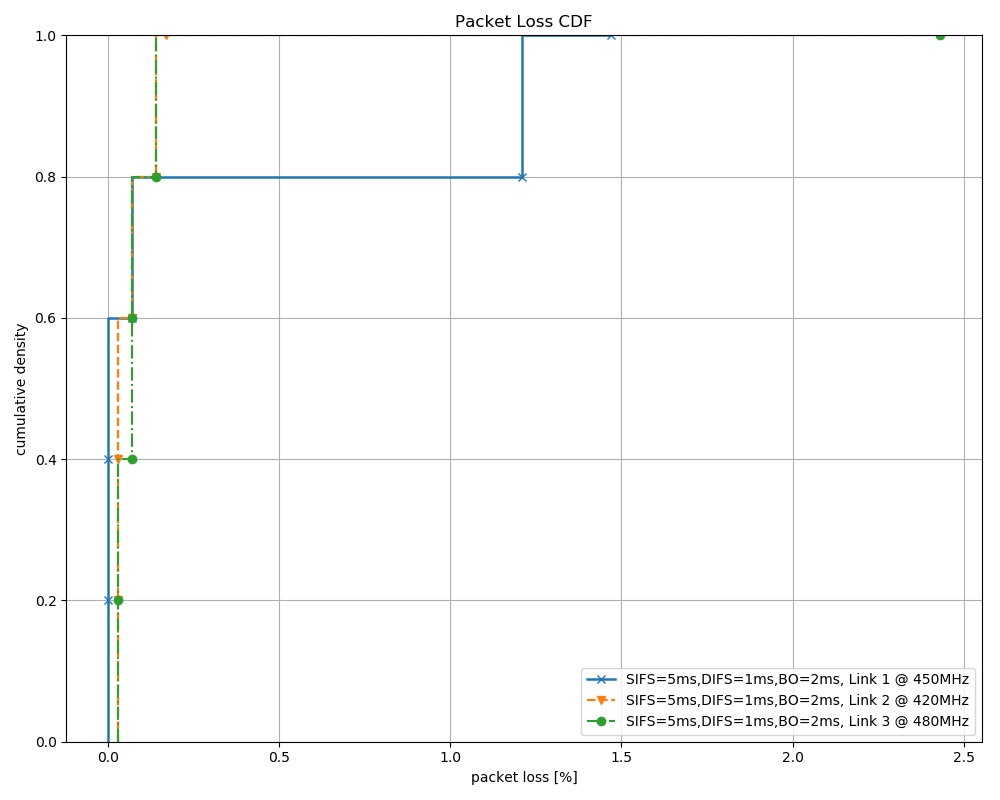 Packet Loss CDF
1.0
0.8
0.6
0.4
0.2
0.0
cumulative density
0.0 0.5 1.0 1.5 2.0 2.5
packet loss [%]
SIFS=5ms,DIFS=1ms,BO=2ms, Link 1 @ 450MHz
SIFS=5ms,DIFS=1ms,BO=2ms, Link 2 @ 420MHz
SIFS=5ms,DIFS=1ms,BO=2ms, Link 3 @ 480MHz